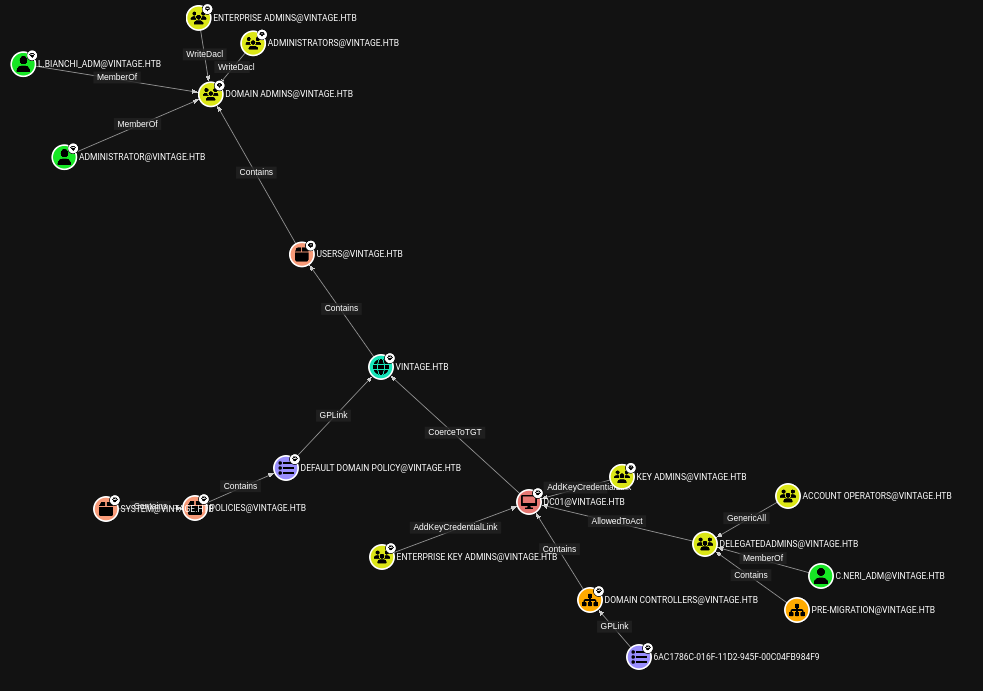 ENTERPRISE ADMINS@VINTAGE.HTB
ADMINISTRATORS@VINTAGE.HTB
WriteDacl
L.BIANCHI_ADM@VINTAGE.HTB
WriteDacl
MemberOf
DOMAIN ADMINS@VINTAGE.HTB
MemberOf
ADMINISTRATOR@VINTAGE.HTB
Contains
USERS@VINTAGE.HTB
Contains
VINTAGE.HTB
GPLink
CoerceToTGT
DEFAULT DOMAIN POLICY@VINTAGE.HTB
KEY ADMINS@VINTAGE.HTB
Contains
AddKeyCredentialLink
ACCOUNT OPERATORS@VINTAGE.HTB
DC01@VINTAGE.HTB
Contains
SYSTEM@VINTAGE.HTB
POLICIES@VINTAGE.HTB
GenericAll
AllowedToAct
AddKeyCredentialLink
DELEGATEDADMINS@VINTAGE.HTB
Contains
ENTERPRISE KEY ADMINS@VINTAGE.HTB
MemberOf
Contains
C.NERI_ADM@VINTAGE.HTB
DOMAIN CONTROLLERS@VINTAGE.HTB
PRE-MIGRATION@VINTAGE.HTB
GPLink
6AC1786C-016F-11D2-945F-00C04FB984F9